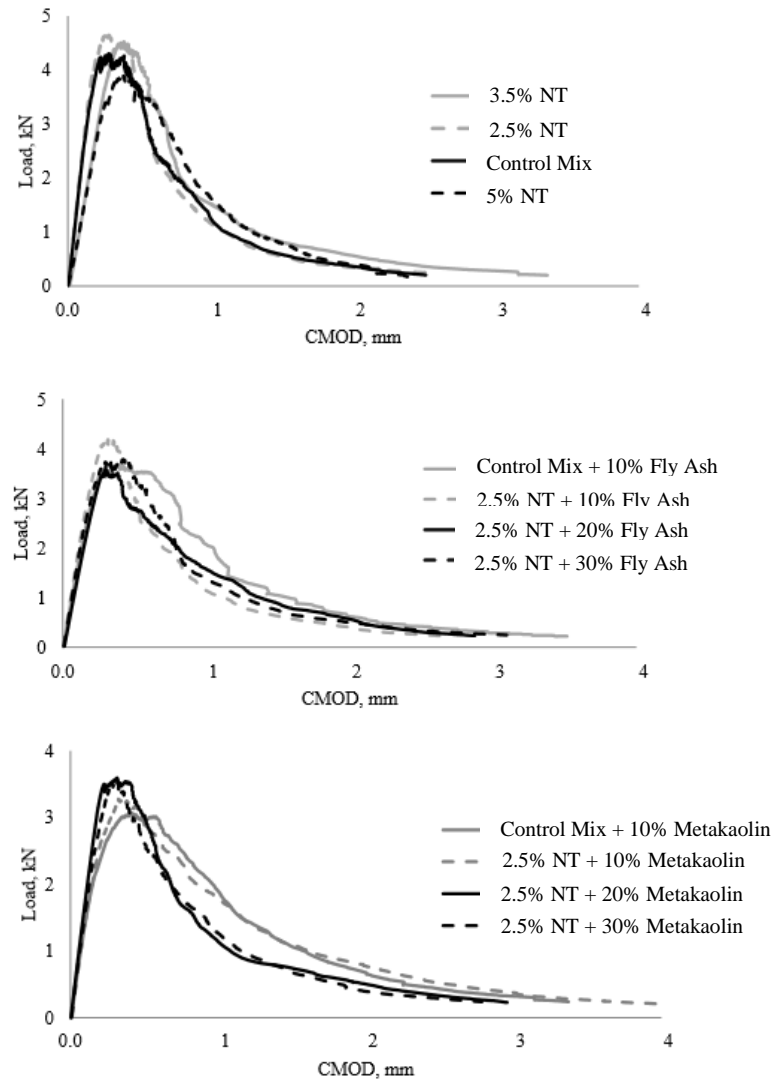 5
4
3
2
1
0
Load, kN
0.0
1
2
3
4
CMOD, mm
3.5% NT
2.5% NT
Control Mix
5% NT
5
4
3
2
1
0
Load, kN
0.0
1
2
3
4
CMOD, mm
Control Mix + 10% Fly Ash
2.5% NT + 10% Fly Ash
2.5% NT + 20% Fly Ash
2.5% NT + 30% Fly Ash
4
3
2
1
0
Load, kN
0.0
1
2
3
4
CMOD, mm
Control Mix + 10% Metakaolin
2.5% NT + 10% Metakaolin
2.5% NT + 20% Metakaolin
2.5% NT + 30% Metakaolin